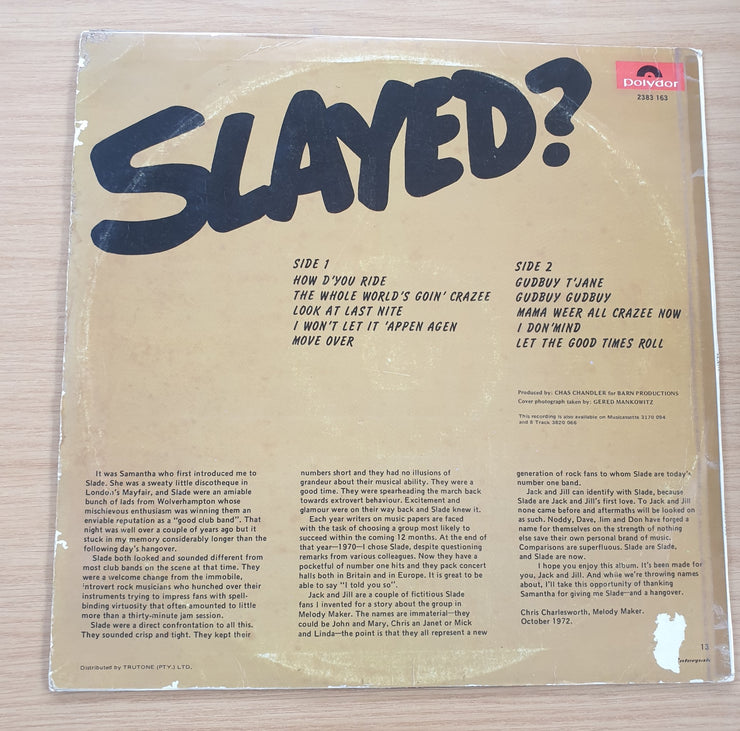 SLAYED?
polydor
2383 163
SIDE 1
HOW D'YOU RIDE
THE WHOLE WORLD'S GOIN' CRAZEE
LOOK AT LAST NITE
I WON'T LET IT 'APPEN AGEN
MOVE OVER
SIDE 2
GUDBUY T'JANE
GUDBUY GUDBUY
MAMA WEER ALL CRAZEE NOW
I DON'MIND
LET THE GOOD TIMES ROLL
Produced by: CHAS CHANDLER for BARN PRODUCTIONS
Cover photograph taken by: GERED MANKOWITZ
This recording is also available on Musicassette 3170 094
and 8 Track 3820 066
It was Samantha who first introduced me to
Slade. She was a sweaty little discotheque in
London's Mayfair, and Slade were an amiable
bunch of lads from Wolverhampton whose
mischievous enthusiasm was winning them an
enviable reputation as a "good club band". That
night was well over a couple of years ago but it
stuck in my memory considerably longer than the
following day's hangover.
Slade both looked and sounded different from
most club bands on the scene at that time. They
were a welcome change from the immobile,
'ntrovert rock musicians who hunched over their
instruments trying to impress fans with spell-
binding virtuosity that often amounted to little
more than a thirty-minute jam session.
Slade were a direct confrontation to all this.
They sounded crisp and tight. They kept their
numbers short and they had no illusions of
grandeur about their musical ability. They were a
good time. They were spearheading the march back
towards extrovert behaviour. Excitement and
glamour were on their way back and Slade knew it.
Each year writers on music papers are faced
with the task of choosing a group most likely to
succeed within the coming 12 months. At the end of
that year—1970—I chose Slade, despite questioning
remarks from various colleagues. Now they have a
pocketful of number one hits and they pack concert
halls both in Britain and in Europe. It is great to be
able to say "I told you so".
Jack and Jill are a couple of fictitious Slade
fans I invented for a story about the group in
Melody Maker. The names are immaterial—they
could be John and Mary, Chris an Janet or Mick
and Linda—the point is that they all represent a new
generation of rock fans to whom Slade are today's
number one band.
Jack and Jill can identify with Slade, because
Slade are Jack and Jill's first love. To Jack and Jill
none came before and aftermaths will be looked on
as such. Noddy, Dave, Jim and Don have forged a
name for themselves on the strength of nothing
else save their own personal brand of music.
Comparisons are superfluous. Slade are Slade,
and Slade are now.
I hope you enjoy this album. It's been made for
you, Jack and Jill. And while we're throwing names
about, I'll take this opportunity of thanking
Samantha for giving me Slade—and a hangover.
Chris Charlesworth, Melody Maker.
October 1972.
13
Distributed by TRUTONE (PTY.) LTD.